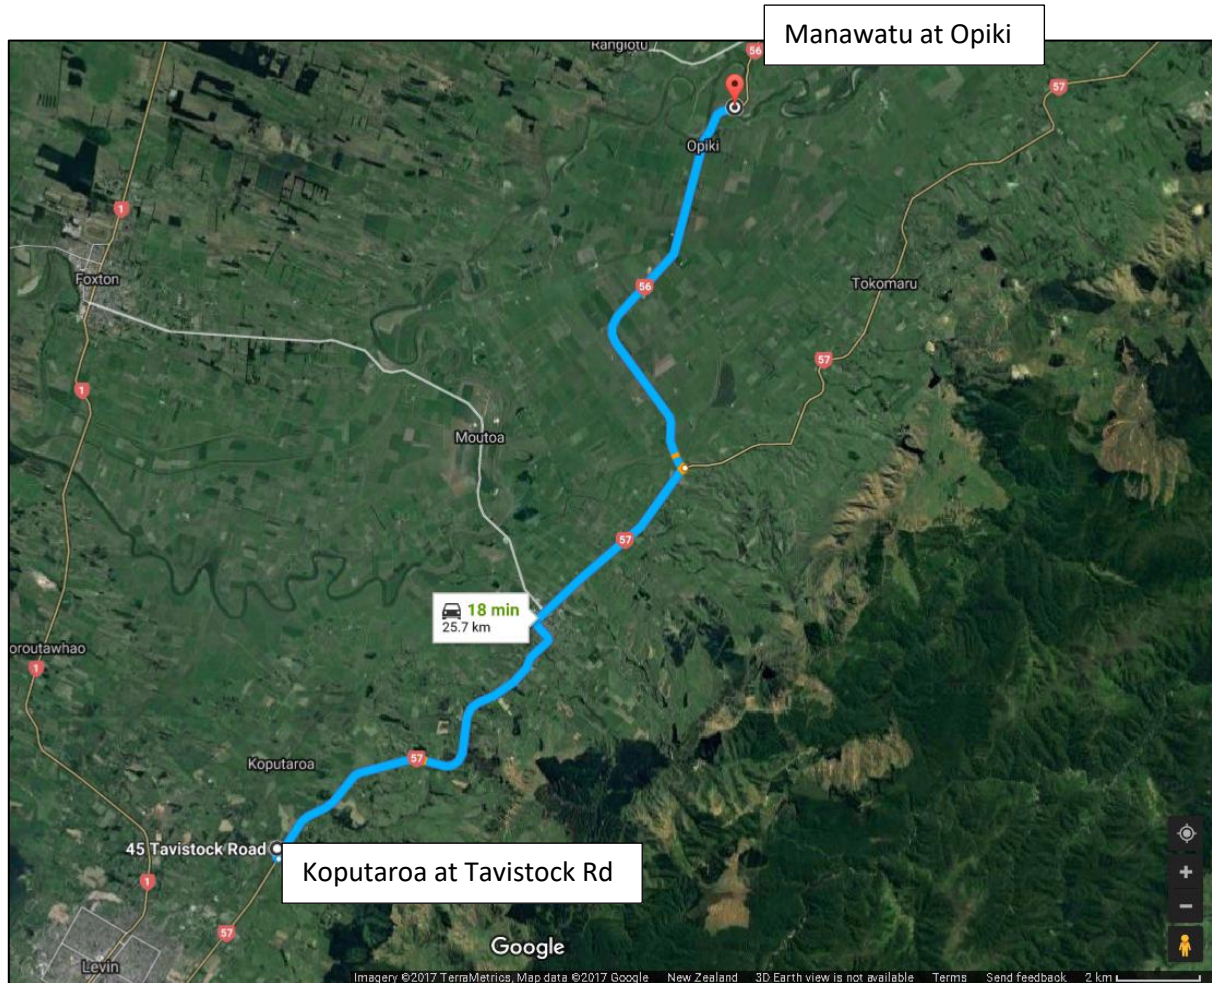 Manawatu at Opiki
Rangiotu
56
57
Opiki
1
Foxton
56
Tokomaru
57
1
Moutoa
57
18 min
25.7 km
oroutawhao
1
Koputaroa
57
45 Tavistock Road
Koputaroa at Tavistock Rd
1
57
Levin
Google
Imagery ©2017 TerraMetrics, Map data ©2017 Google New Zealand 3D Earth view is not available Terms Send feedback 2 km